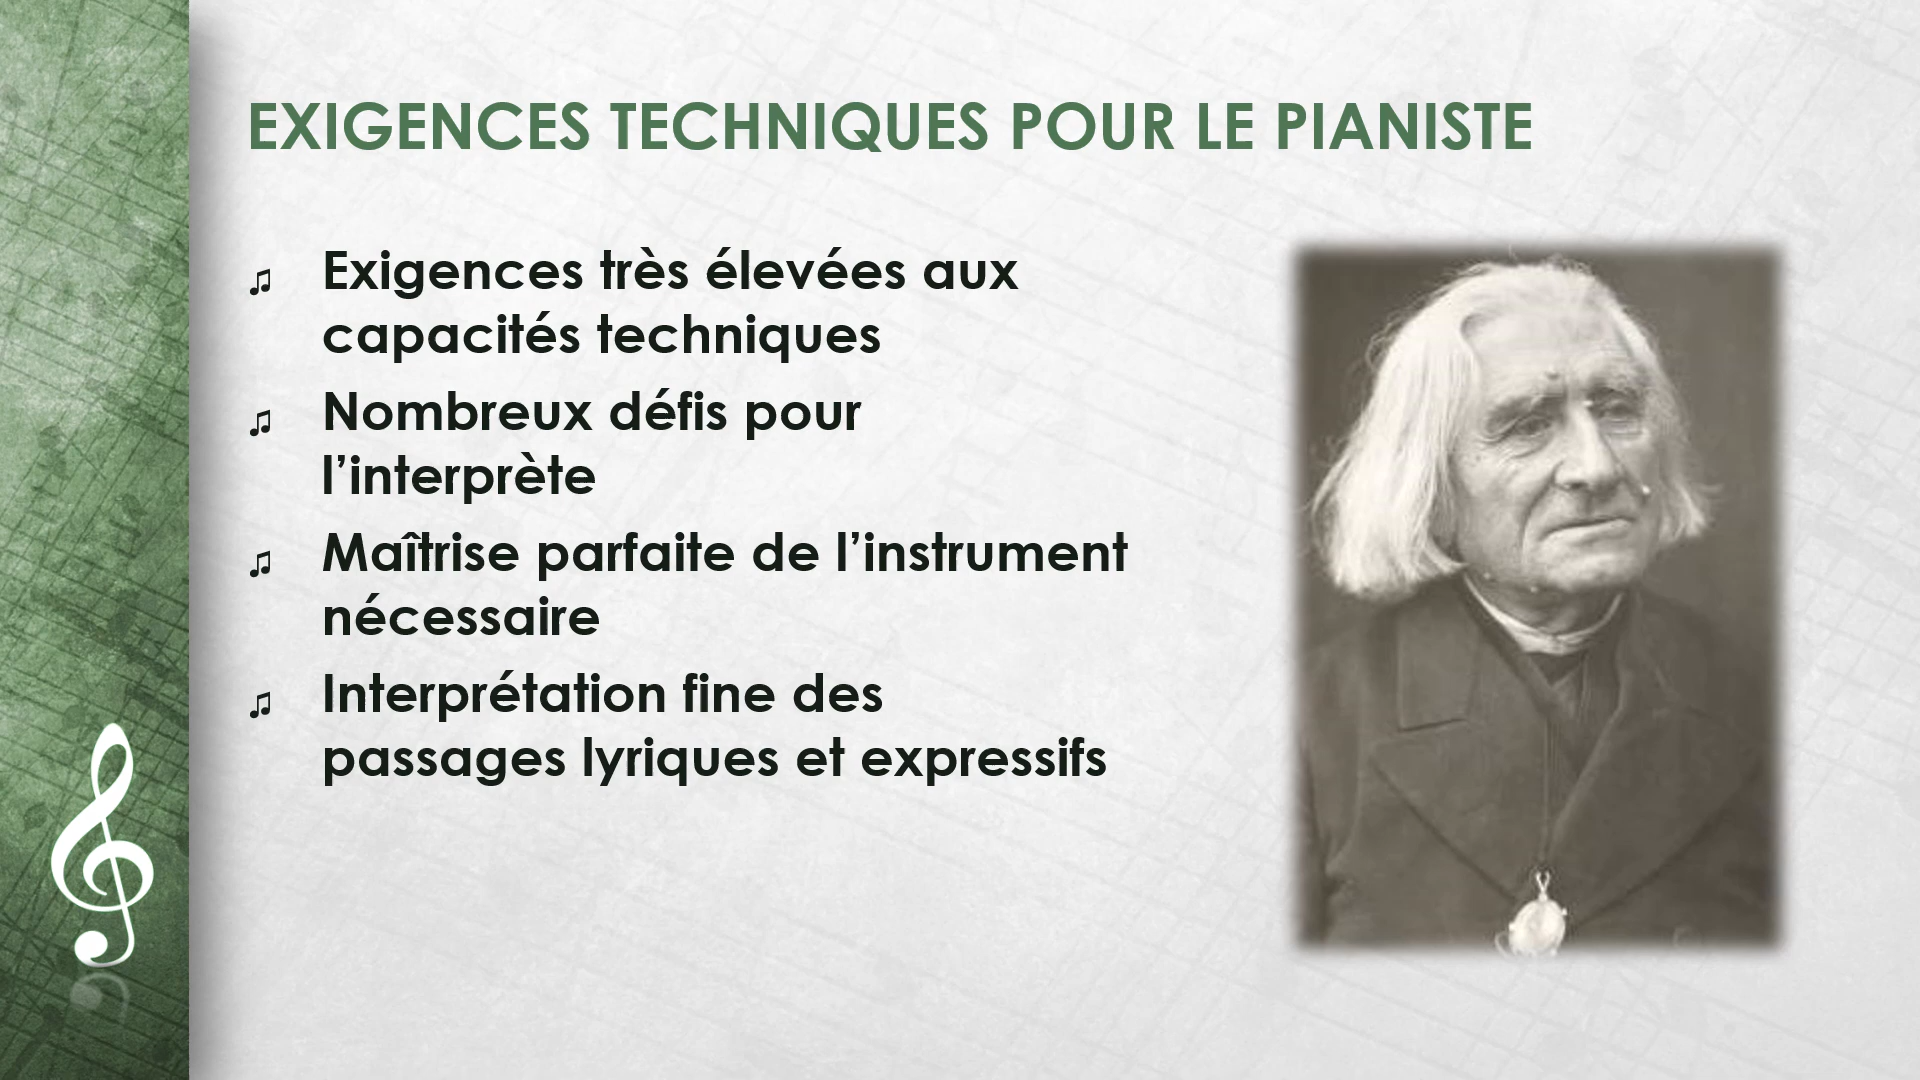 EXIGENCES TECHNIQUES POUR LE PIANISTE
♫ Exigences très élevées aux
capacités techniques
♫ Nombreux défis pour
l’interprète
♫ Maîtrise parfaite de l’instrument
nécessaire
♫ Interprétation fine des
passages lyriques et expressifs